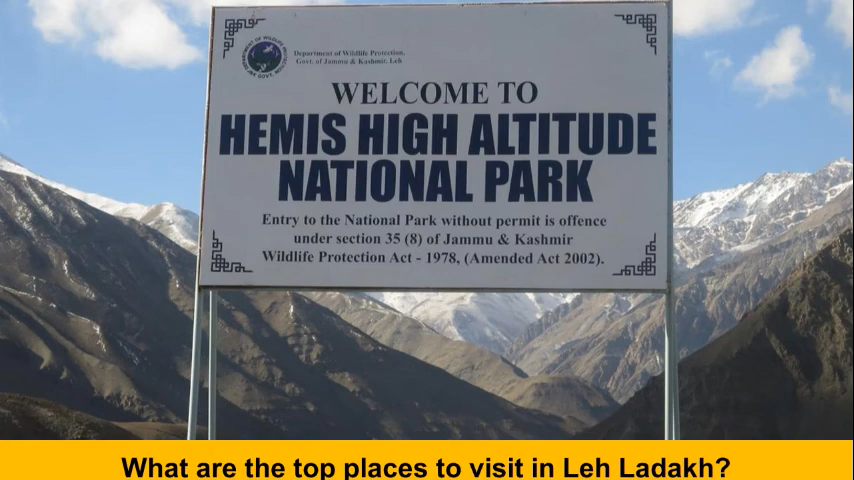 Department of Wildlife Protection,
Govt. of Jammu & Kashmir, Leh
WELCOME TO
HEMIS HIGH ALTITUDE
NATIONAL PARK
Entry to the National Park without permit is offence
under section 35 (8) of Jammu & Kashmir
Wildlife Protection Act - 1978, (Amended Act 2002).
What are the top places to visit in Leh Ladakh?